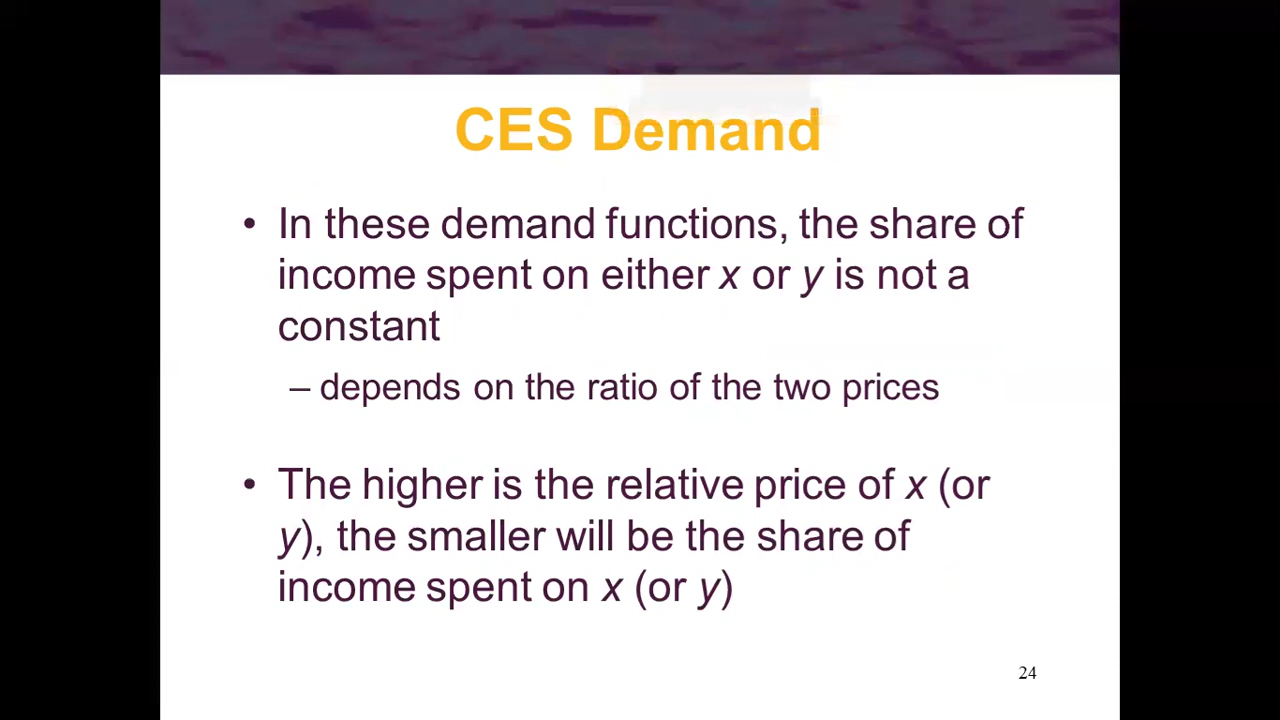 CES Demand
• In these demand functions, the share of
income spent on either x or y is not a
constant
– depends on the ratio of the two prices
• The higher is the relative price of x (or
y), the smaller will be the share of
income spent on x (or y)
24